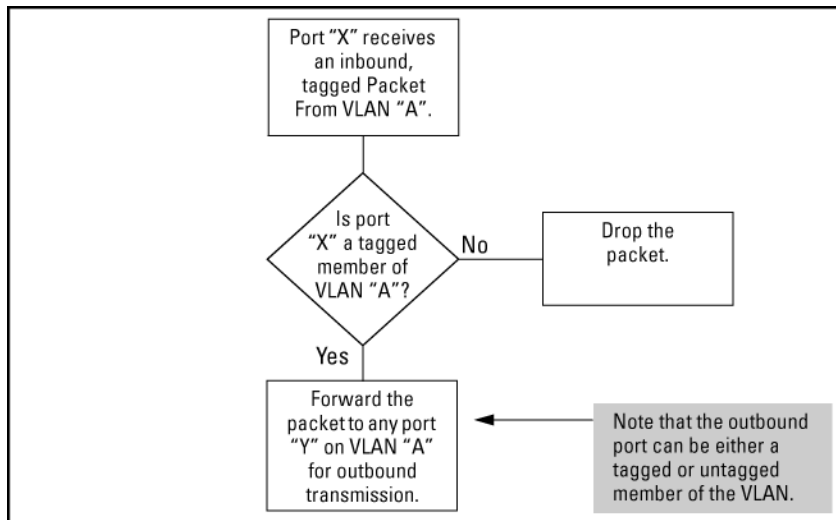 Port “X” receives
an inbound,
tagged Packet
From VLAN “A”.
Is port
“X” a tagged
member of
VLAN “A”?
No
Drop the
packet.
Yes
Forward the
packet to any port
“Y” on VLAN “A”
for outbound
transmission.
Note that the outbound
port can be either a
tagged or untagged
member of the VLAN.